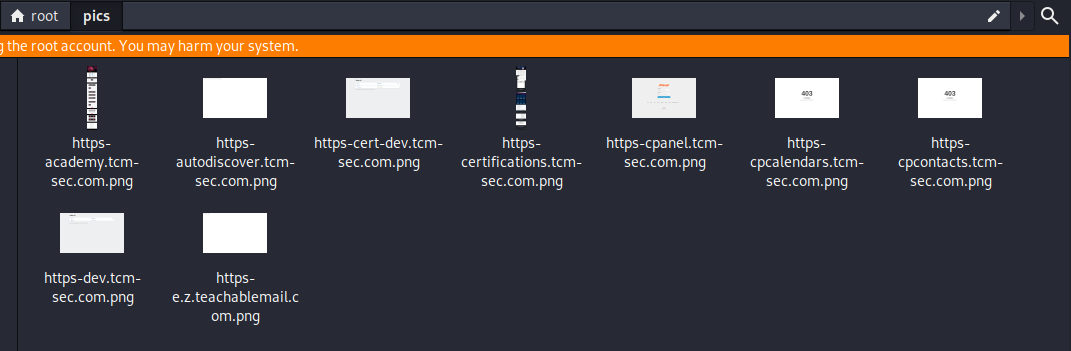 root pics
g the root account. You may harm your system.
https-
academy.tcm-
sec.com.png
https-
autodiscover.tcm-
sec.com.png
https-cert-dev.tcm-
sec.com.png
https-
certifications.tcm-
sec.com.png
https-cpanel.tcm-
sec.com.png
403
https-
cpcalendars.tcm-
sec.com.png
403
https-
cpcontacts.tcm-
sec.com.png
https-dev.tcm-
sec.com.png
https-
e.z.teachablemail.c
om.png